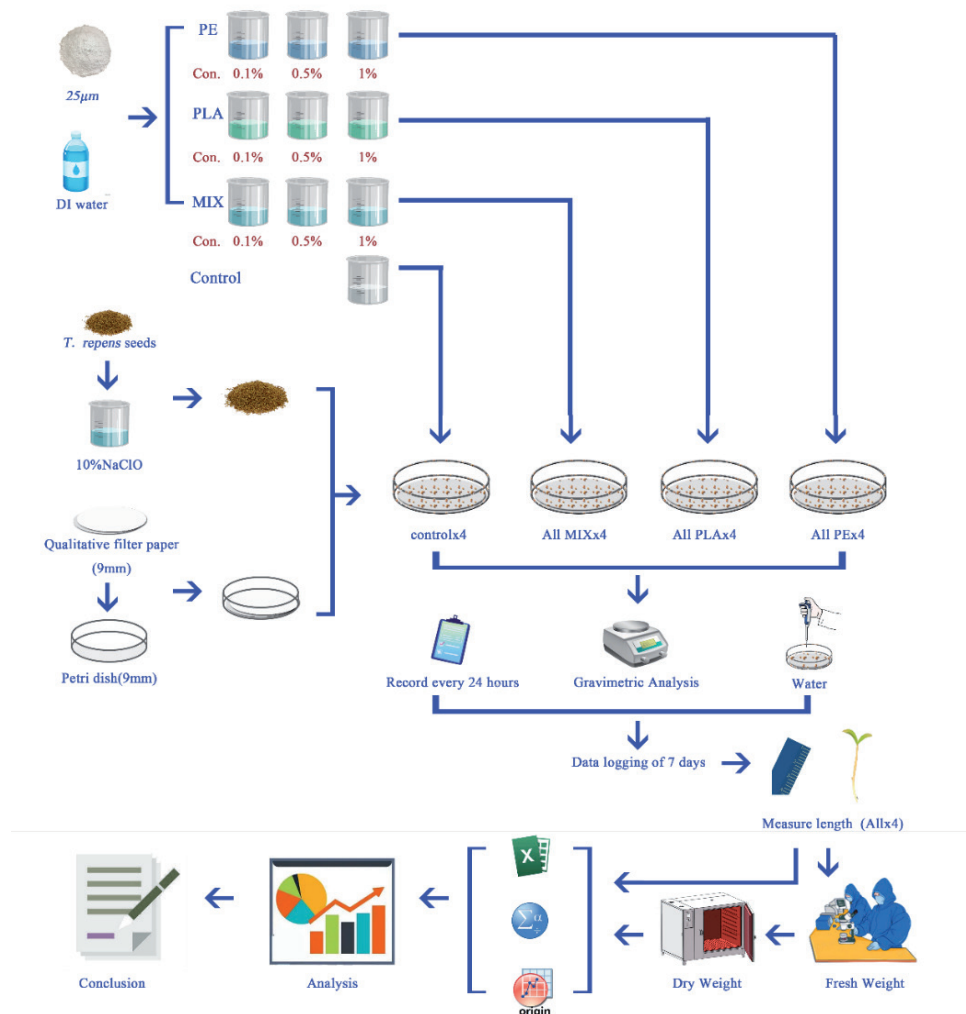 PE
25μm
Con. 0.1% 0.5% 1%
PLA
Con. 0.1% 0.5% 1%
DI water
MIX
Con. 0.1% 0.5% 1%
Control
T. repens seeds
10%NaClO
Qualitative filter paper
(9mm)
Petri dish(9mm)
controlx4
All MIXx4
All PLAx4
All PEx4
Record every 24 hours
Gravimetric Analysis
Water
Data logging of 7 days
Measure length (Allx4)
X
Σα÷
origin
Conclusion
Analysis
Dry Weight
Fresh Weight